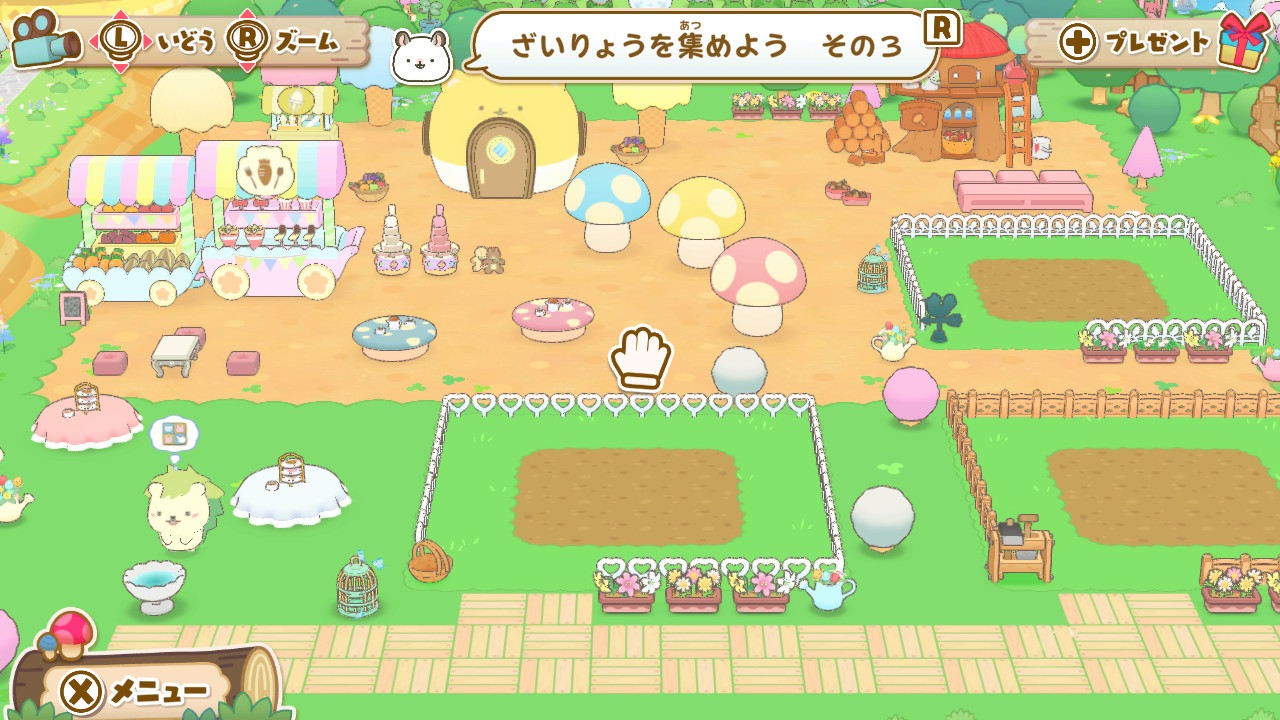 L いどう R ズーム
あつ
ざいりょうを集めよう その3
R
+ プレゼント
X メニュー